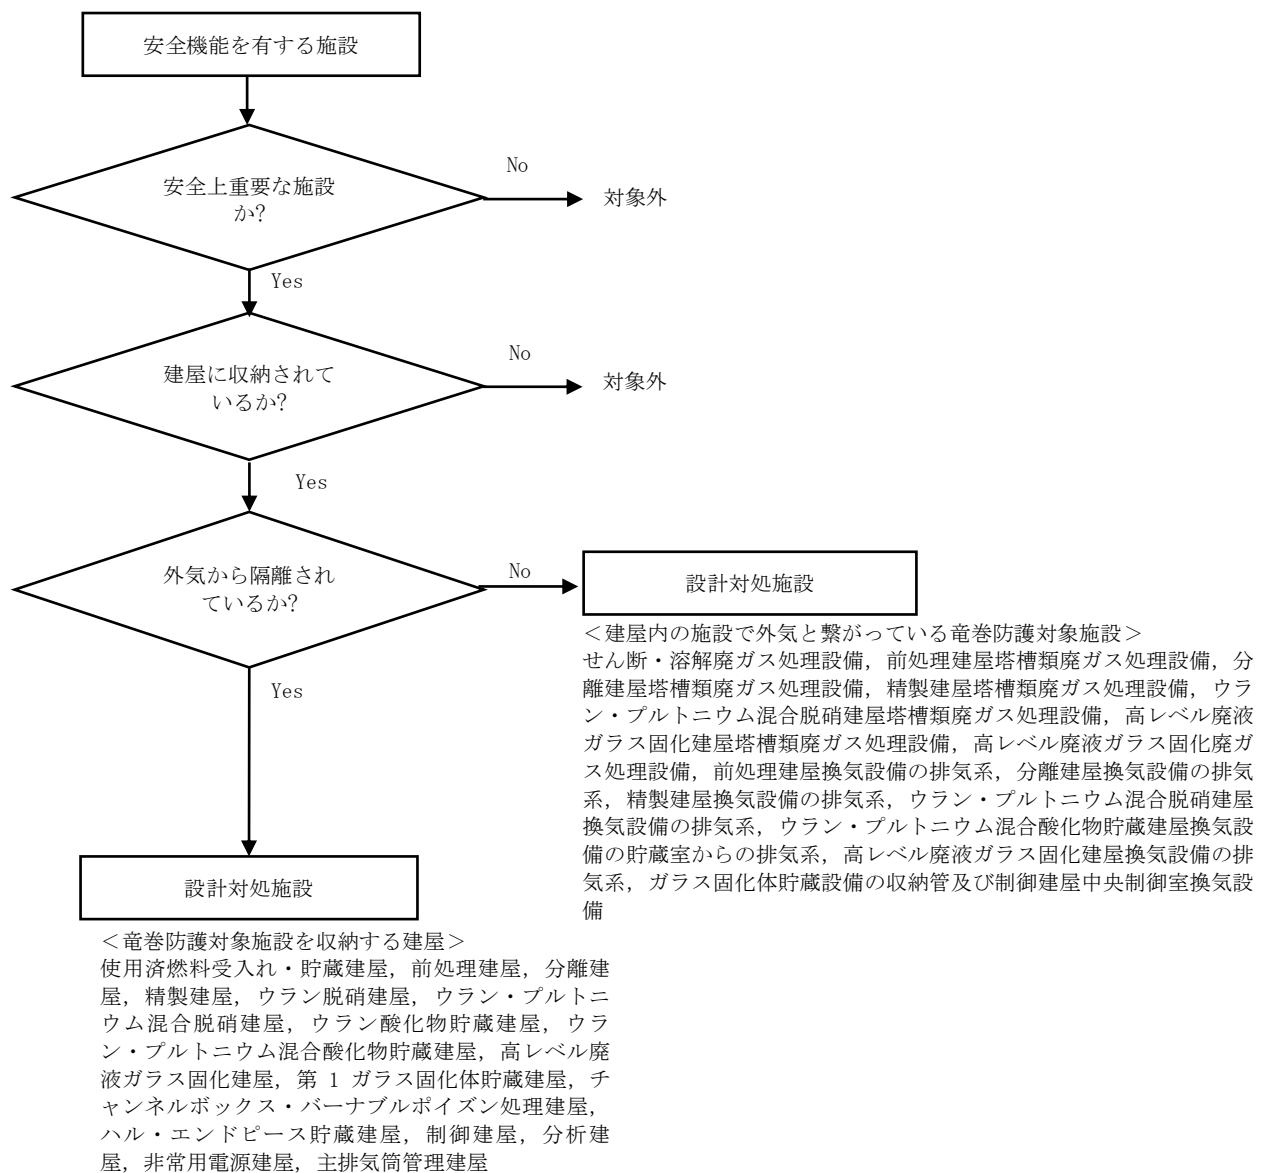 安全機能を有する施設
安全上重要な施設
か?
No
対象外
Yes
建屋に収納されて
いるか?
No
対象外
Yes
外気から隔離され
ているか?
No
設計対処施設
＜建屋内の施設で外気と繋がっている竜巻防護対象施設＞
せん断・溶解廃ガス処理設備，前処理建屋塔槽類廃ガス処理設備，分
離建屋塔槽類廃ガス処理設備，精製建屋塔槽類廃ガス処理設備，ウラ
ン・プルトニウム混合脱硝建屋塔槽類廃ガス処理設備，高レベル廃液
ガラス固化建屋塔槽類廃ガス処理設備，高レベル廃液ガラス固化廃ガ
ス処理設備，前処理建屋換気設備の排気系，分離建屋換気設備の排気
系，精製建屋換気設備の排気系，ウラン・プルトニウム混合脱硝建屋
換気設備の排気系，ウラン・プルトニウム混合酸化物貯蔵建屋換気設
備の貯蔵室からの排気系，高レベル廃液ガラス固化建屋換気設備の排
気系，ガラス固化体貯蔵設備の収納管及び制御建屋中央制御室換気設
備
Yes
設計対処施設
＜竜巻防護対象施設を収納する建屋＞
使用済燃料受入れ・貯蔵建屋，前処理建屋，分離建
屋，精製建屋，ウラン脱硝建屋，ウラン・プルトニ
ウム混合脱硝建屋，ウラン酸化物貯蔵建屋，ウラ
ン・プルトニウム混合酸化物貯蔵建屋，高レベル廃
液ガラス固化建屋，第 1 ガラス固化体貯蔵建屋，チ
ャンネルボックス・バーナブルポイズン処理建屋，
ハル・エンドピース貯蔵建屋，制御建屋，分析建
屋，非常用電源建屋，主排気筒管理建屋